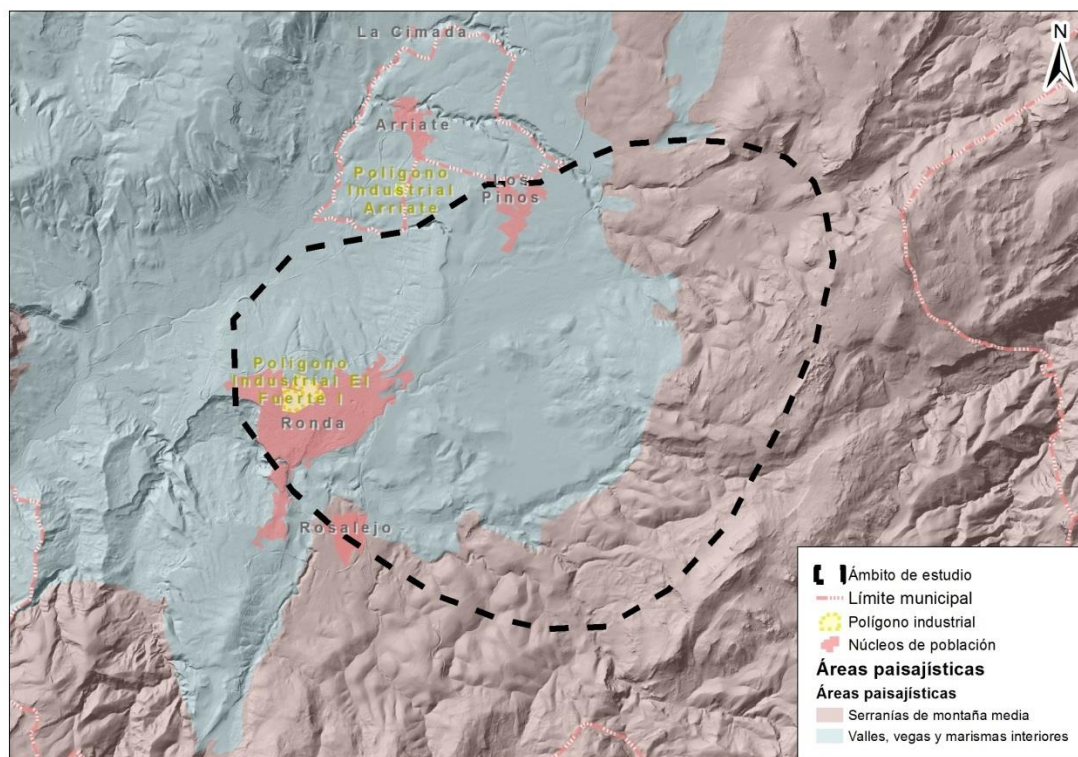 La Cimada
N
Arriate
Polígono
Industrial
Arriate
Los
Pinos
Polígono
Industrial El
Fuerte I
Ronda
Rosalejo
Ámbito de estudio
Límite municipal
Polígono industrial
Núcleos de población
Áreas paisajísticas
Áreas paisajísticas
Serranías de montaña media
Valles, vegas y marismas interiores